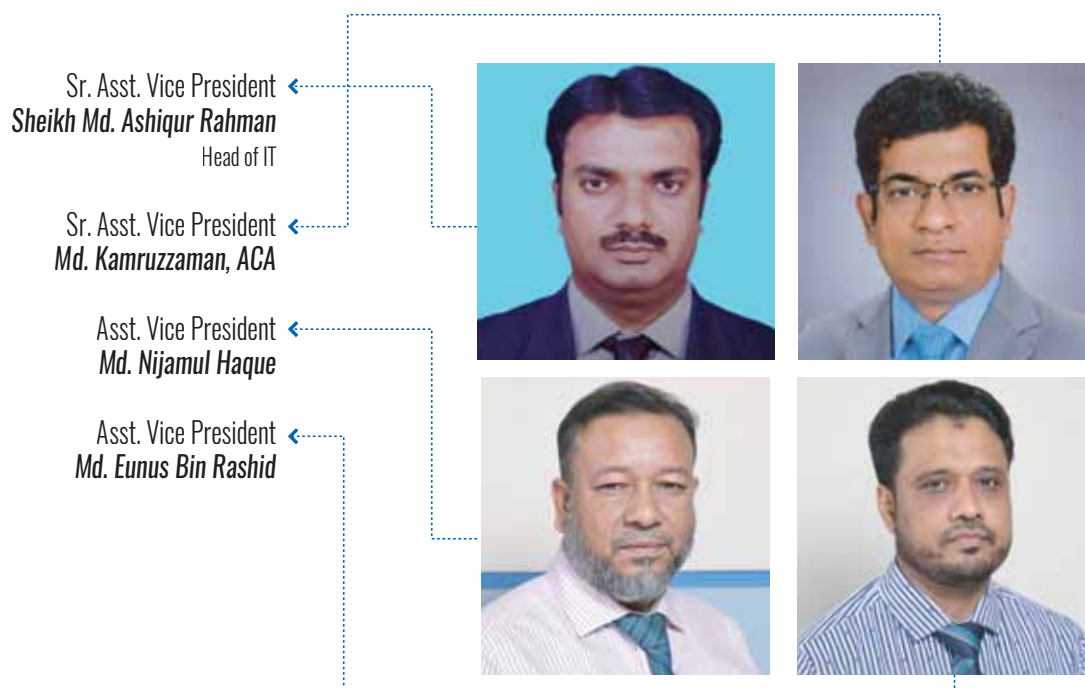 Sr. Asst. Vice President
Sheikh Md. Ashiqur Rahman
Head of IT
Sr. Asst. Vice President
Md. Kamruzzaman, ACA
Asst. Vice President
Md. Nijamul Haque
Asst. Vice President
Md. Eunus Bin Rashid